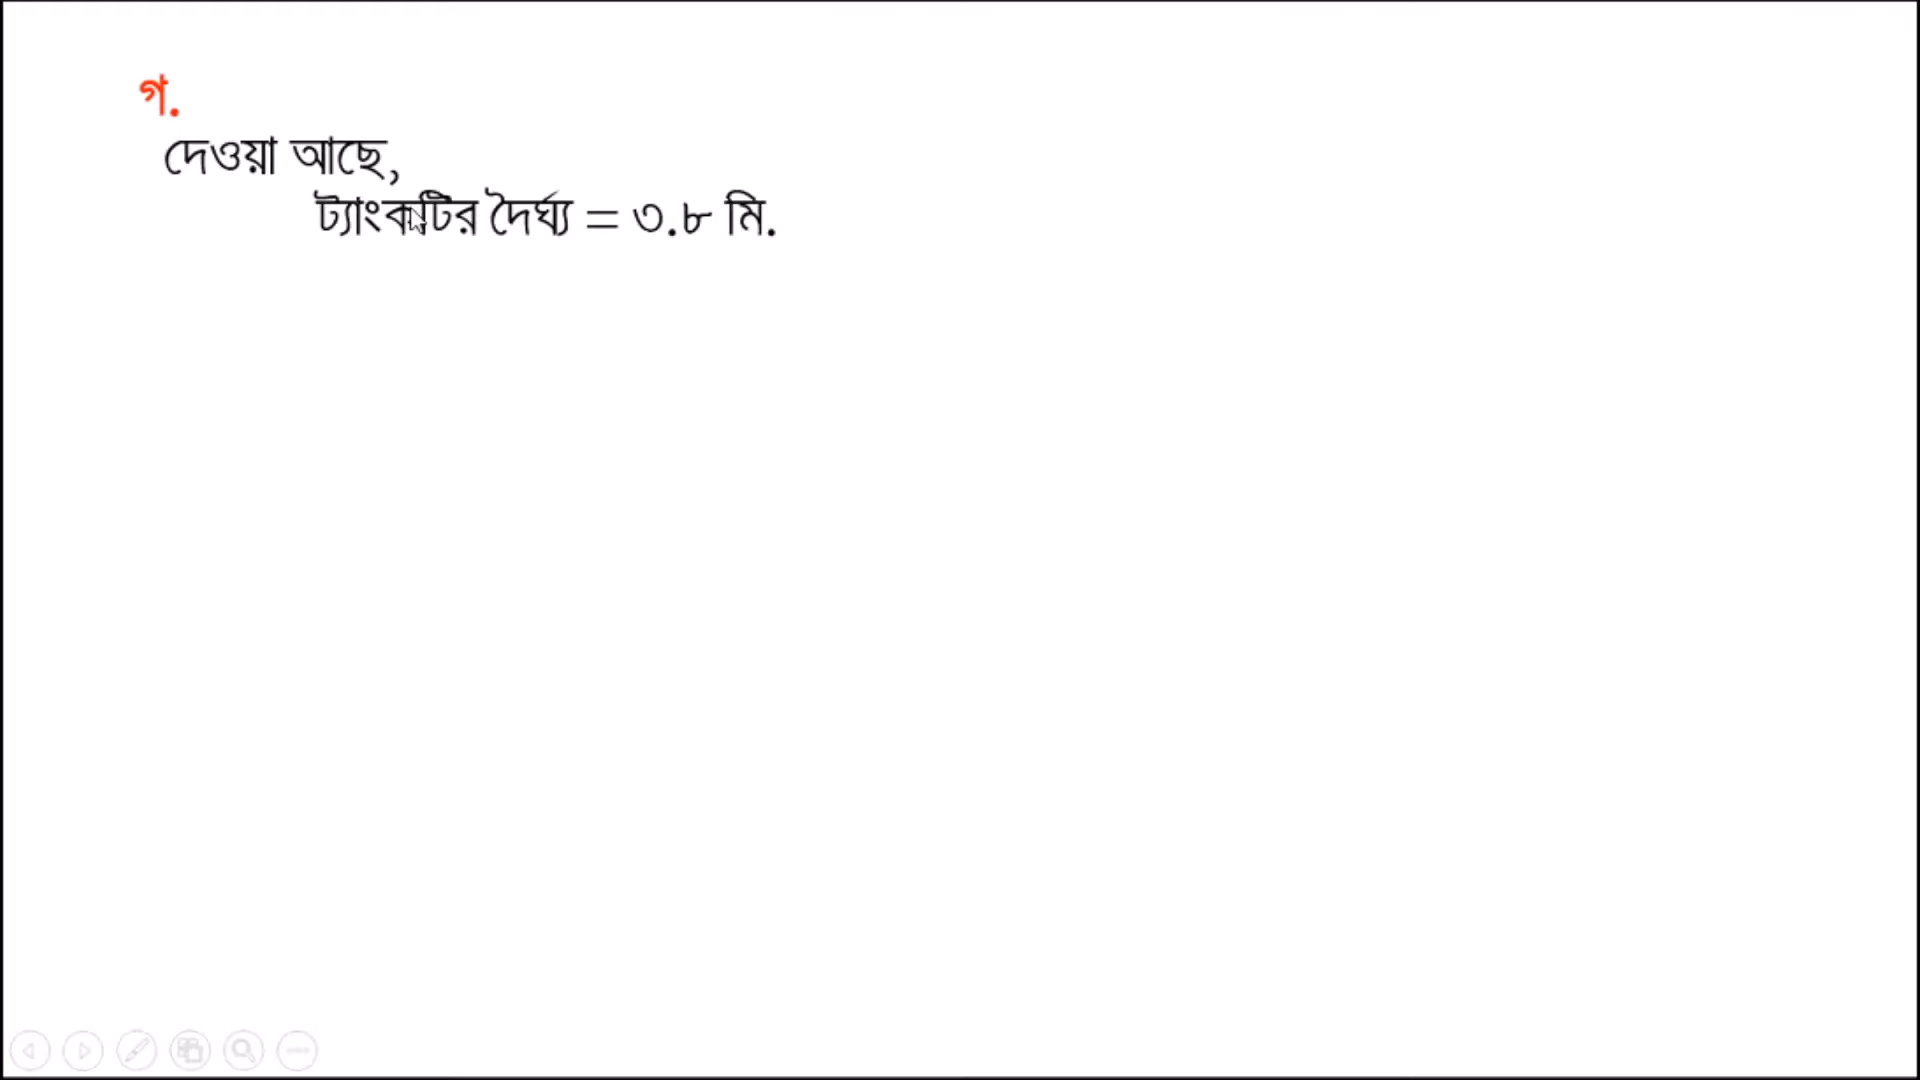 গ.
দেওয়া আছে,
ট্যাংকটির দৈর্ঘ্য = ৩.৮ মি.